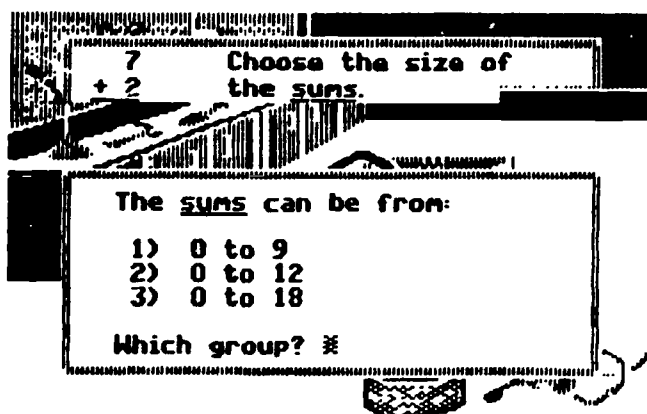 7 Choose the size of
+ 2 the sums.
The sums can be from:
1) 0 to 9
2) 0 to 12
3) 0 to 18
Which group?